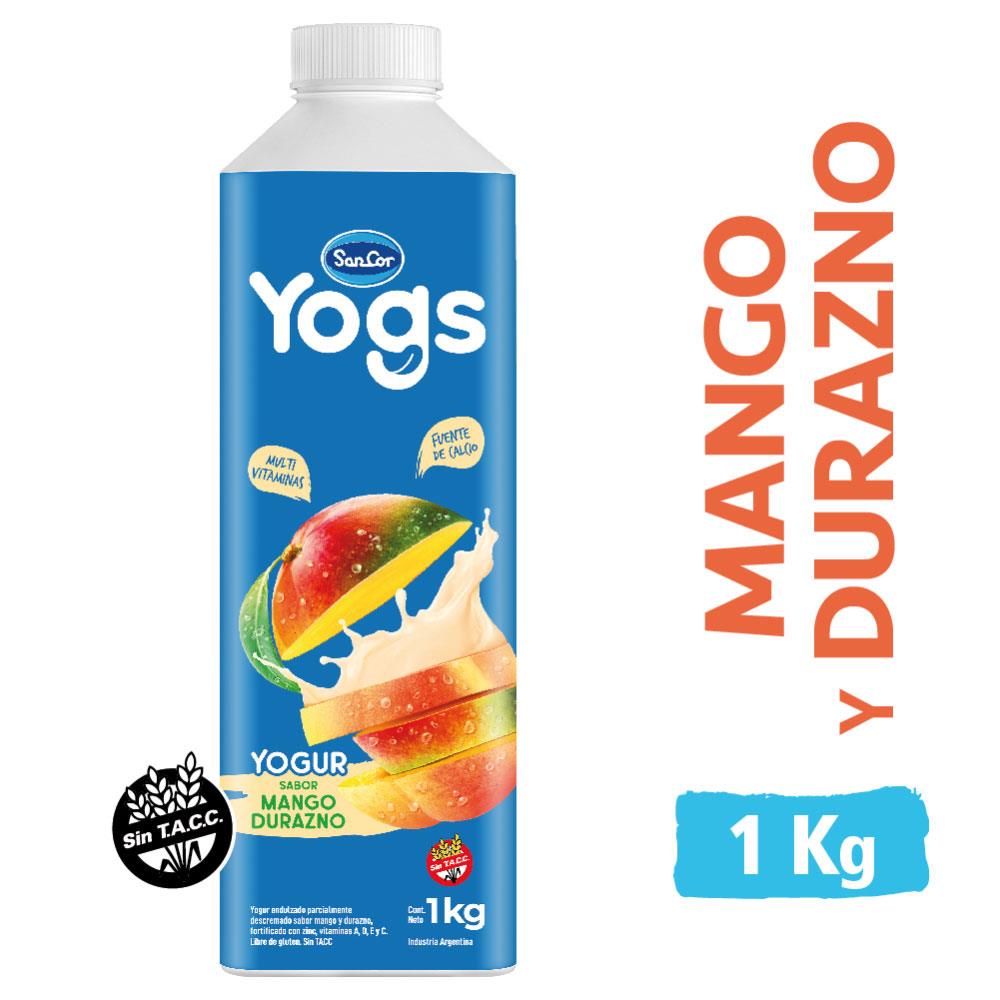 SanCor
Yogs
MULTI
VITAMINAS
FUENTE
DE CALCIO
YOGUR
SABOR
MANGO
DURAZNO
Sin T.A.C.C.
Sin T.A.C.C.
Yogur endulzado parcialmente
descremado sabor mango y durazno,
fortificado con zinc, vitaminas A, D, E y C.
Libre de gluten. Sin TACC
Cont.
Neto 1kg
Industria Argentina
MANGO
Y DURAZNO
1 Kg